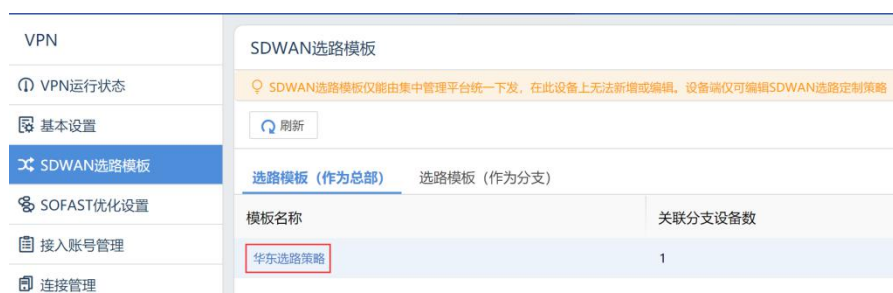 VPN
VPN运行状态
基本设置
SDWAN选路模板
SOFAST优化设置
接入账号管理
连接管理
SDWAN选路模板
SDWAN选路模板仅能由集中管理平台统一下发，在此设备上无法新增或编辑。设备端仅可编辑SDWAN选路定制策略
刷新
选路模板（作为总部） 选路模板（作为分支）
模板名称 关联分支设备数
华东选路策略 1